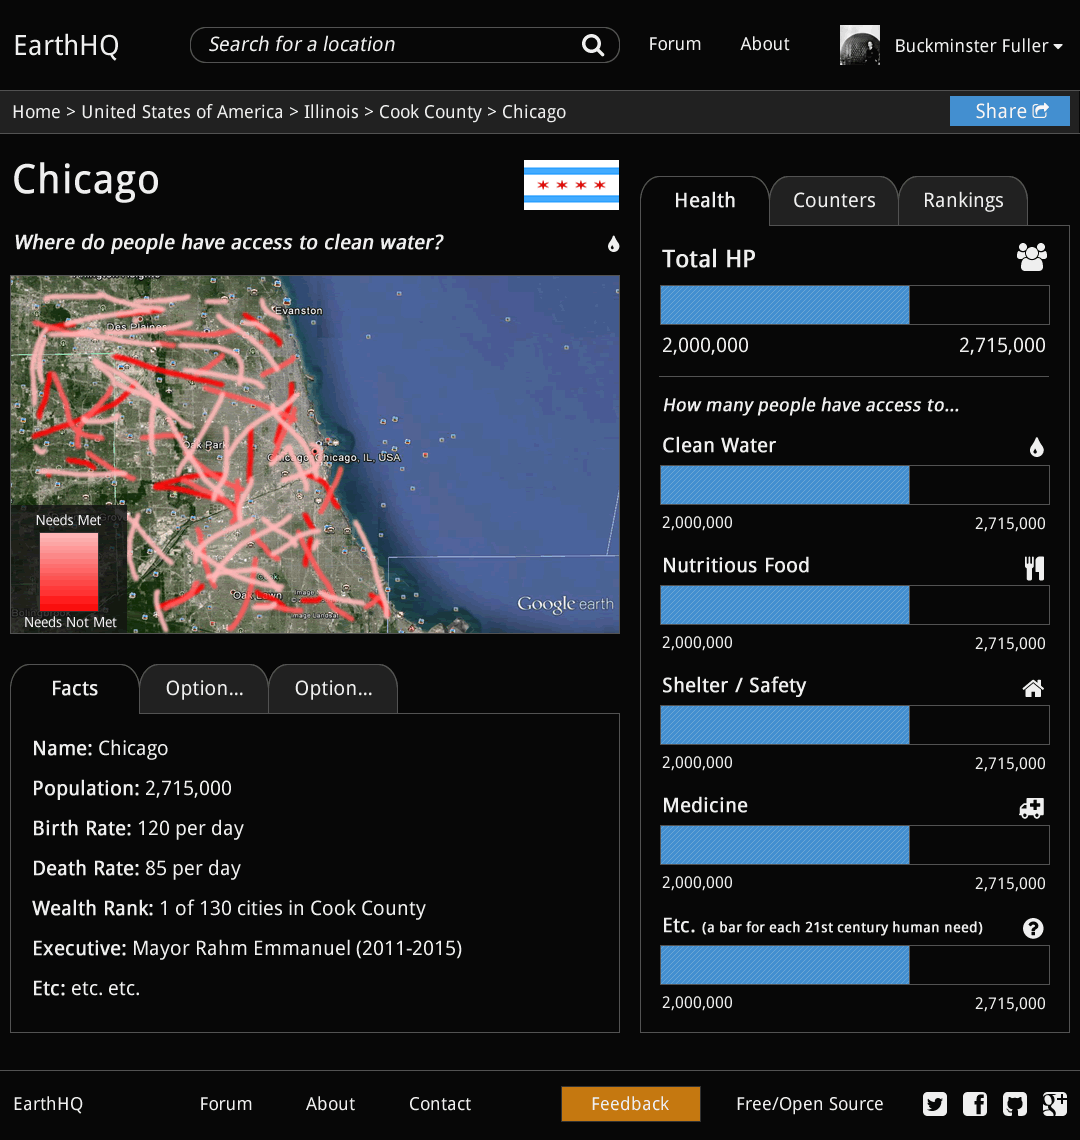 EarthHQ
Search for a location
Forum
About
Buckminster Fuller
Home > United States of America > Illinois > Cook County > Chicago
Share
Chicago
Where do people have access to clean water?
Evanston
Des Plaines
Oak Park
Chicago Chicago, IL, USA
Needs Met
Needs Not Met
Oak Lawn
Image Landsat
Google earth
Facts
Option...
Option...
Name: Chicago
Population: 2,715,000
Birth Rate: 120 per day
Death Rate: 85 per day
Wealth Rank: 1 of 130 cities in Cook County
Executive: Mayor Rahm Emmanuel (2011-2015)
Etc: etc. etc.
Health
Counters
Rankings
Total HP
2,000,000
2,715,000
How many people have access to...
Clean Water
2,000,000
2,715,000
Nutritious Food
2,000,000
2,715,000
Shelter / Safety
2,000,000
2,715,000
Medicine
2,000,000
2,715,000
Etc. (a bar for each 21st century human need)
2,000,000
2,715,000
EarthHQ
Forum
About
Contact
Feedback
Free/Open Source